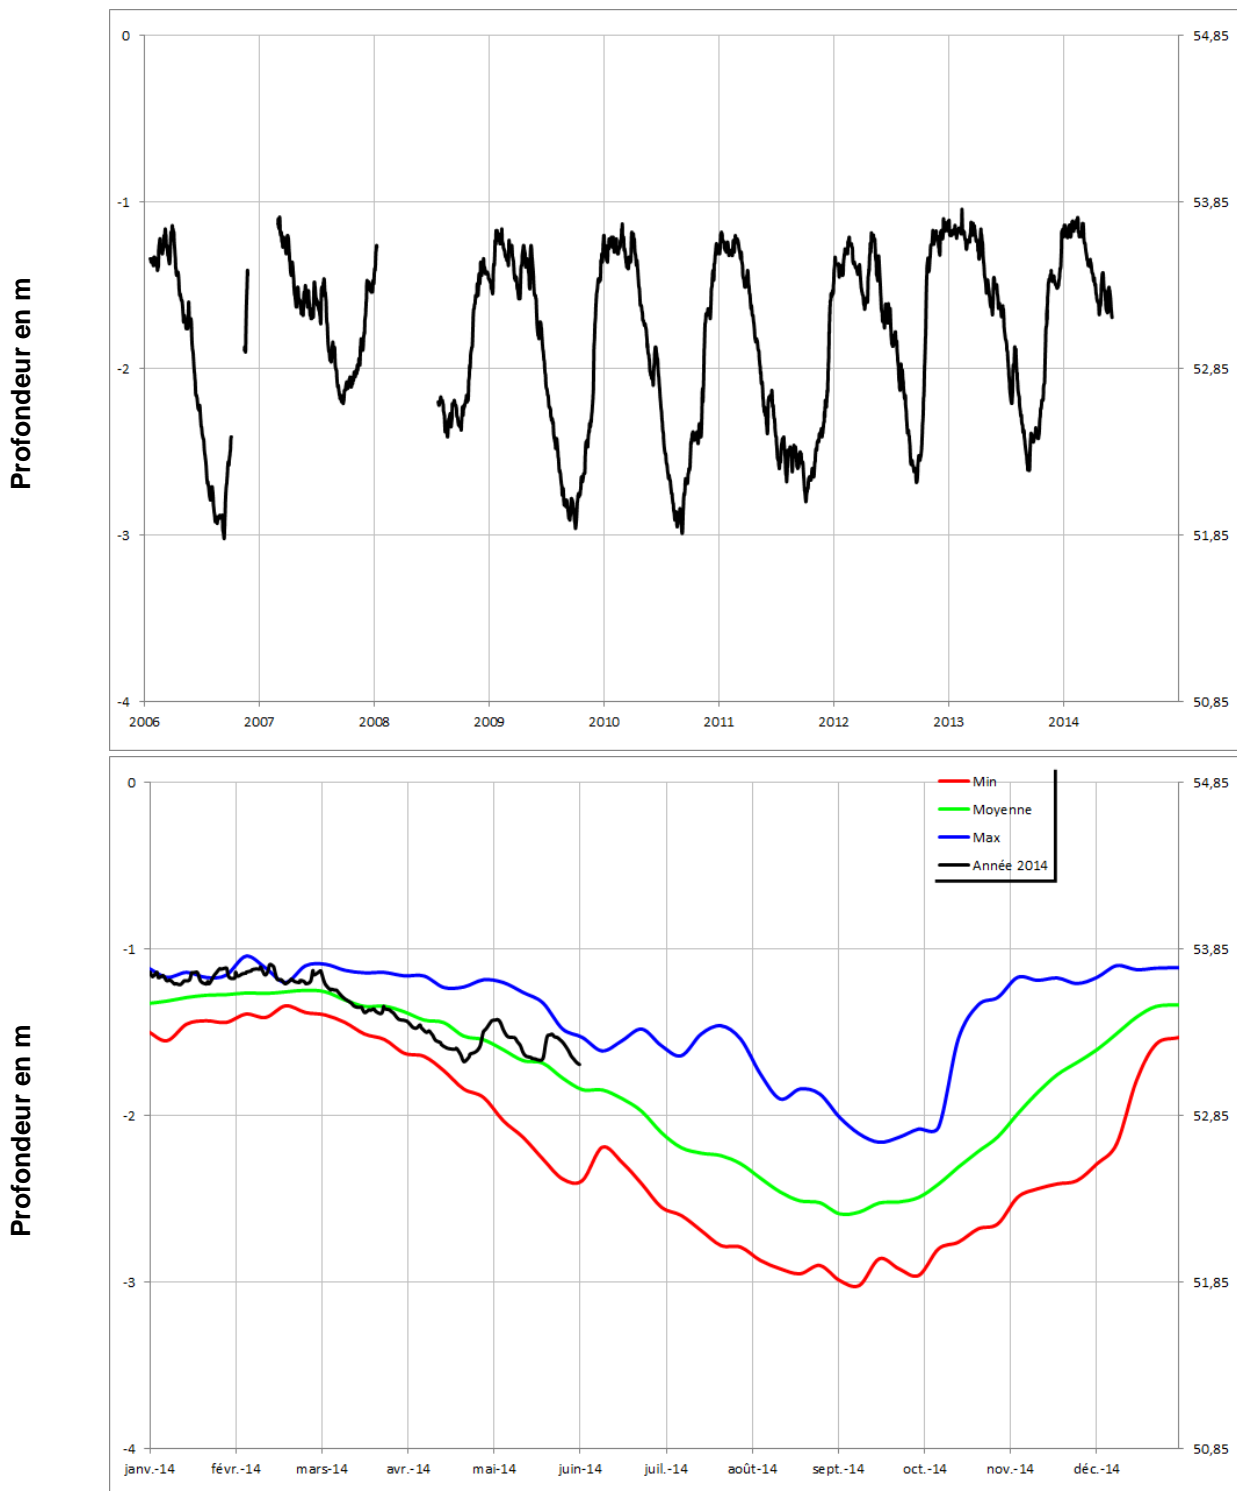 Profondeur en m
0
-1
-2
-3
-4
54,85
53,85
52,85
51,85
50,85
2006 2007 2008 2009 2010 2011 2012 2013 2014
Profondeur en m
0
-1
-2
-3
-4
Min
Moyenne
Max
Année 2014
54,85
53,85
52,85
51,85
50,85
janv.-14 févr.-14 mars-14 avr.-14 mai-14 juin-14 juil.-14 août-14 sept.-14 oct.-14 nov.-14 déc.-14